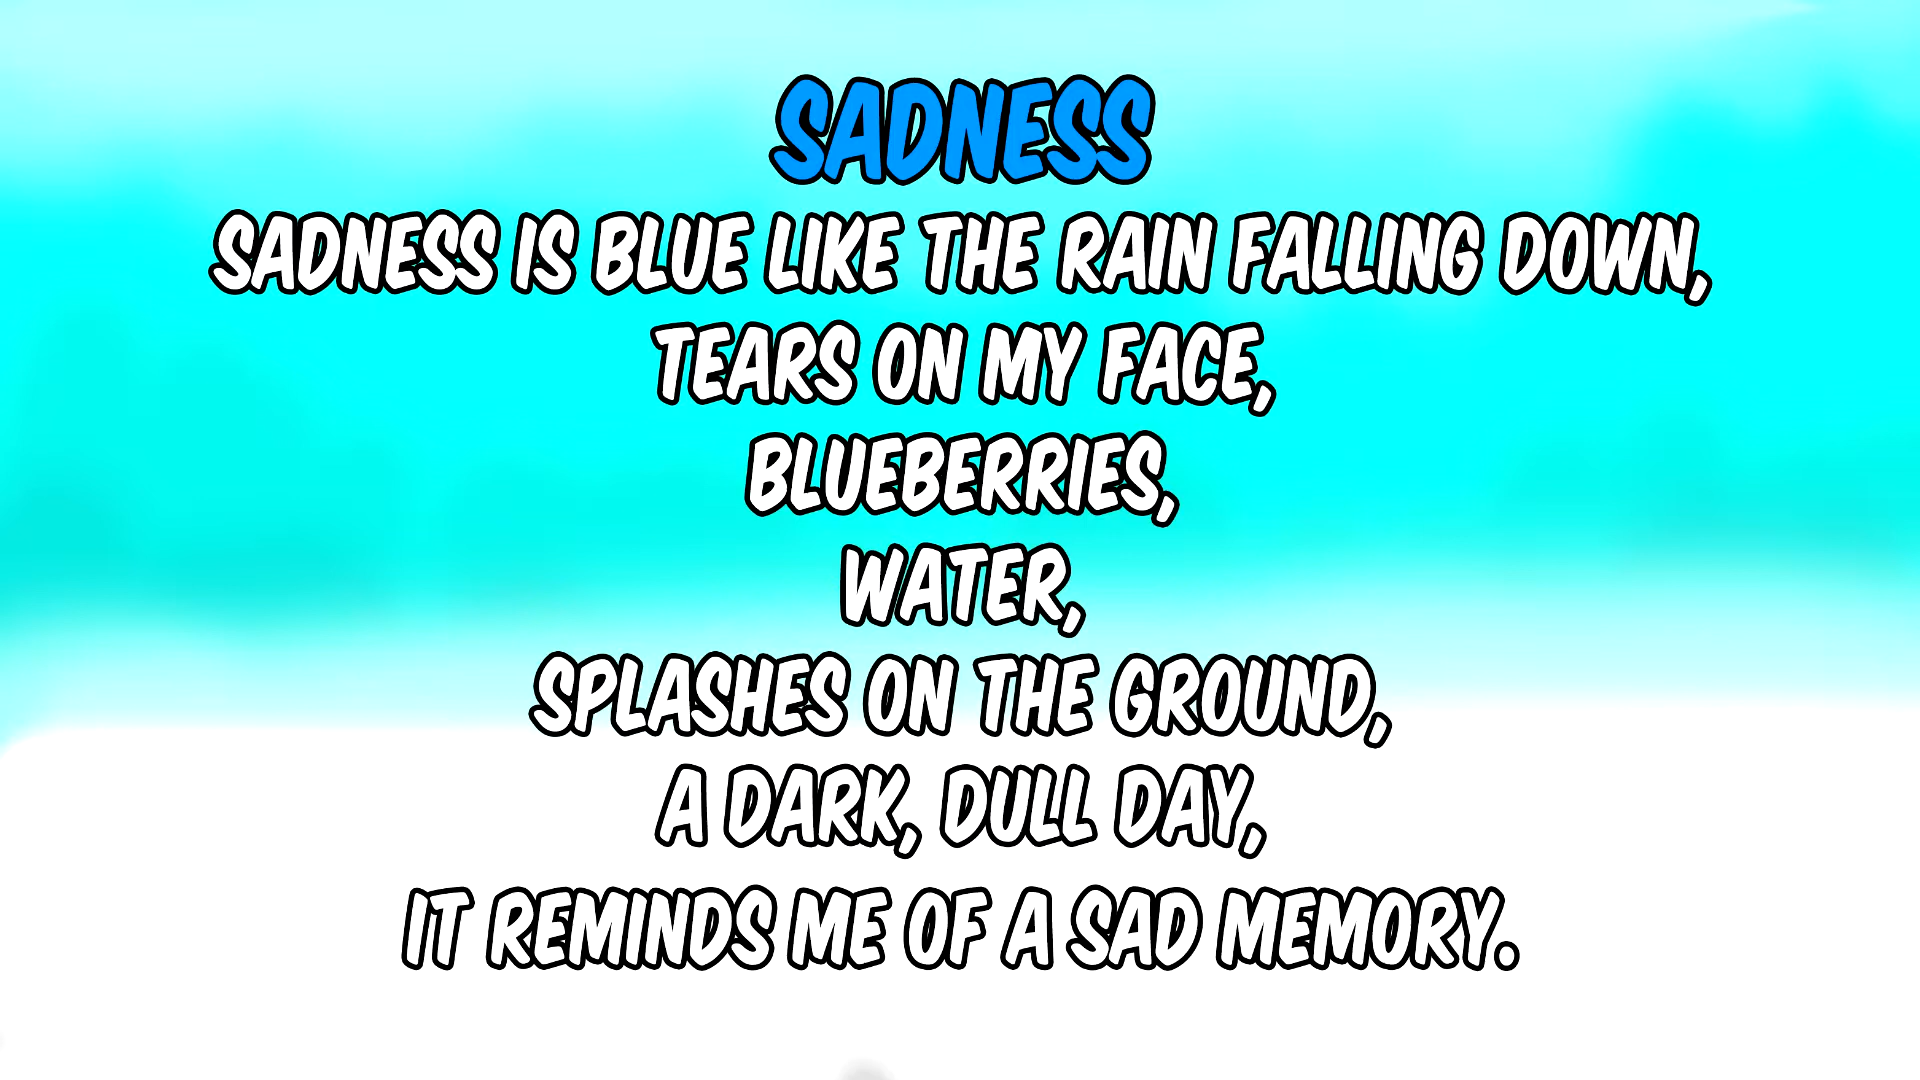 SADNESS
SADNESS IS BLUE LIKE THE RAIN FALLING DOWN,
TEARS ON MY FACE,
BLUEBERRIES,
WATER,
SPLASHES ON THE GROUND,
A DARK, DULL DAY,
IT REMINDS ME OF A SAD MEMORY.